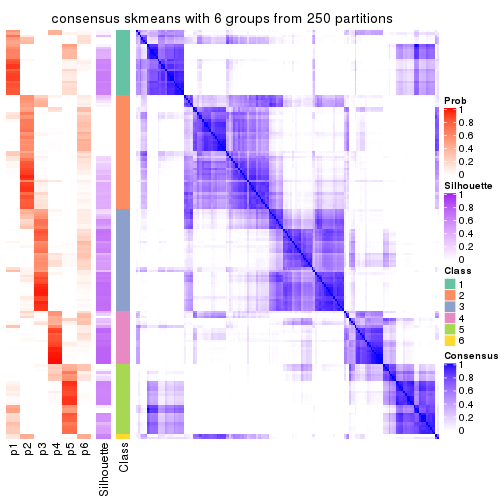 consensus skmeans with 6 groups from 250 partitions
Prob
1
0.8
0.6
0.4
0.2
0
Silhouette
1
0.8
0.6
0.4
0.2
0
Class
1
2
3
4
5
6
Consensus
1
0.8
0.6
0.4
0.2
0
p1
p2
p3
p4
p5
p6
Silhouette
Class